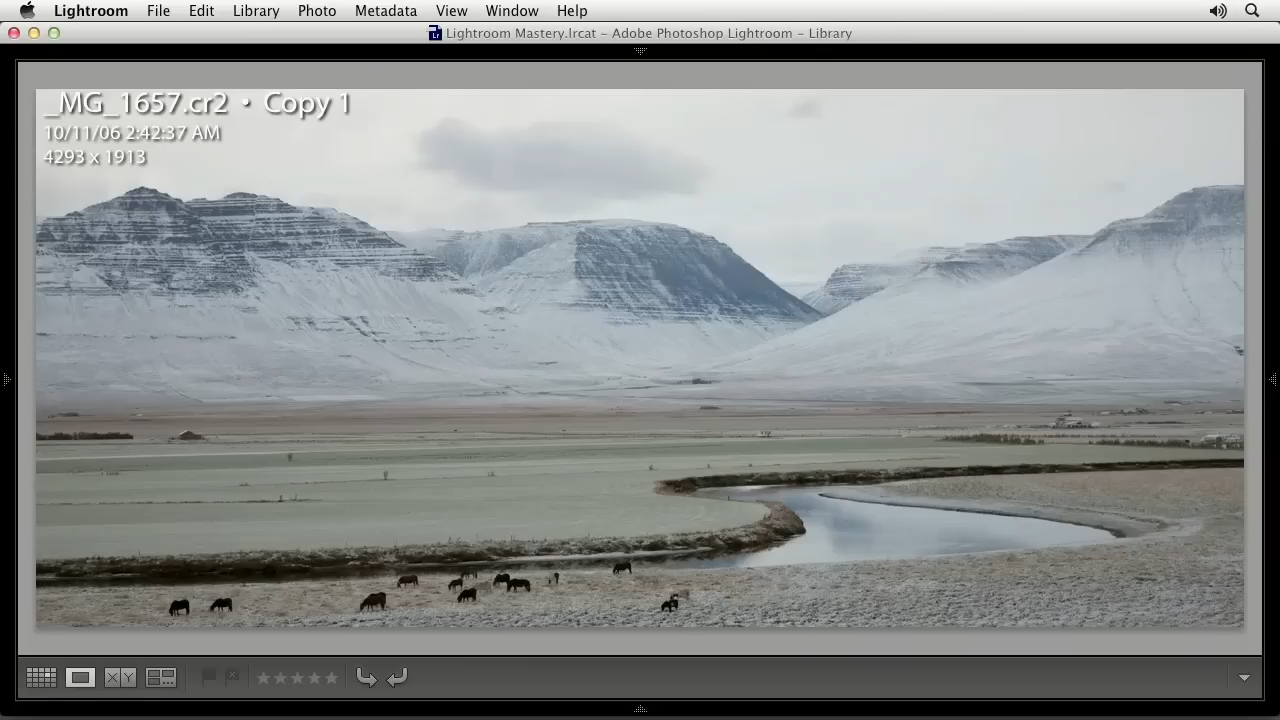 Lightroom File Edit Library Photo Metadata View Window Help
Lr Lightroom Mastery.lrcat - Adobe Photoshop Lightroom - Library
_MG_1657.cr2 • Copy 1
10/11/06 2:42:37 AM
4293 x 1913
X Y